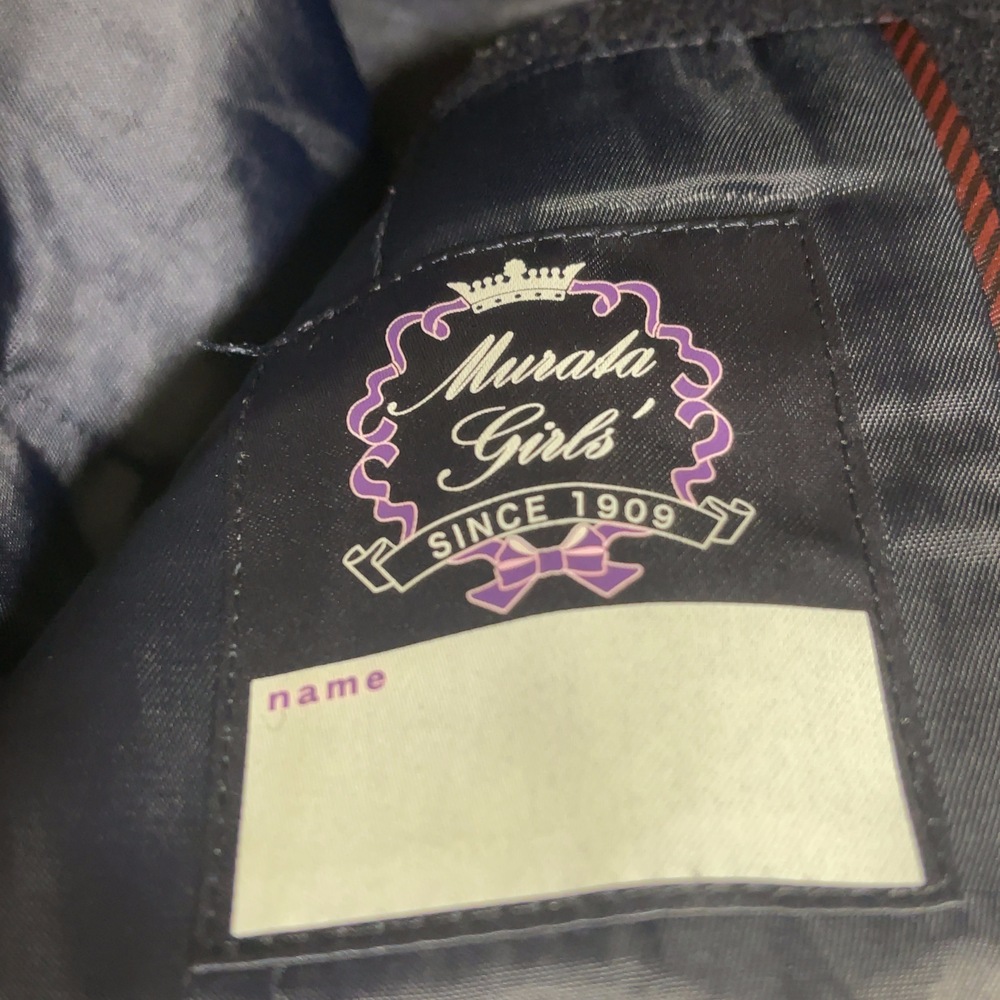 Murata
Girls'
SINCE 1909
name